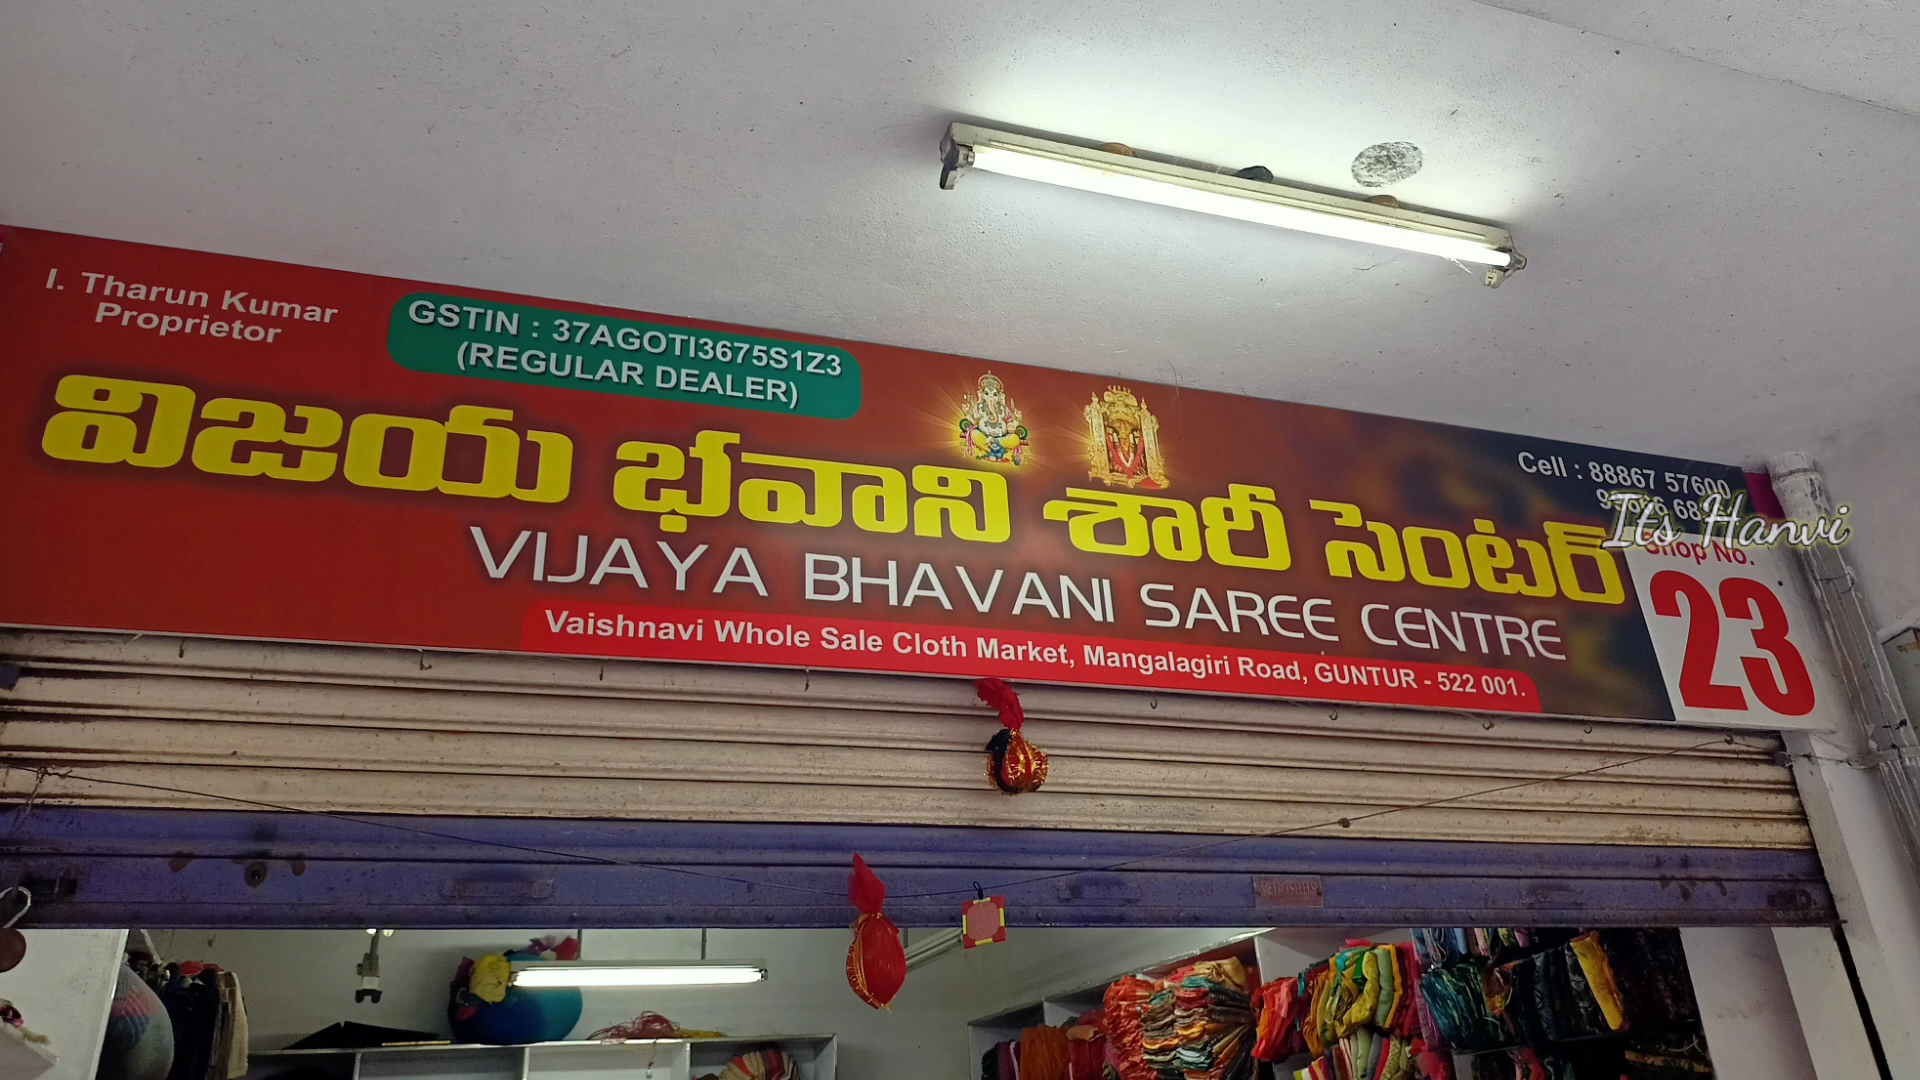 I. Tharun Kumar
Proprietor
GSTIN : 37AGOTI3675S1Z3
(REGULAR DEALER)
Cell : 88867 57600
విజయ భవాని శారీ సెంటర్
VIJAYA BHAVANI SAREE CENTRE
Vaishnavi Whole Sale Cloth Market, Mangalagiri Road, GUNTUR - 522 001.
Its Hanvi
Shop No.
23